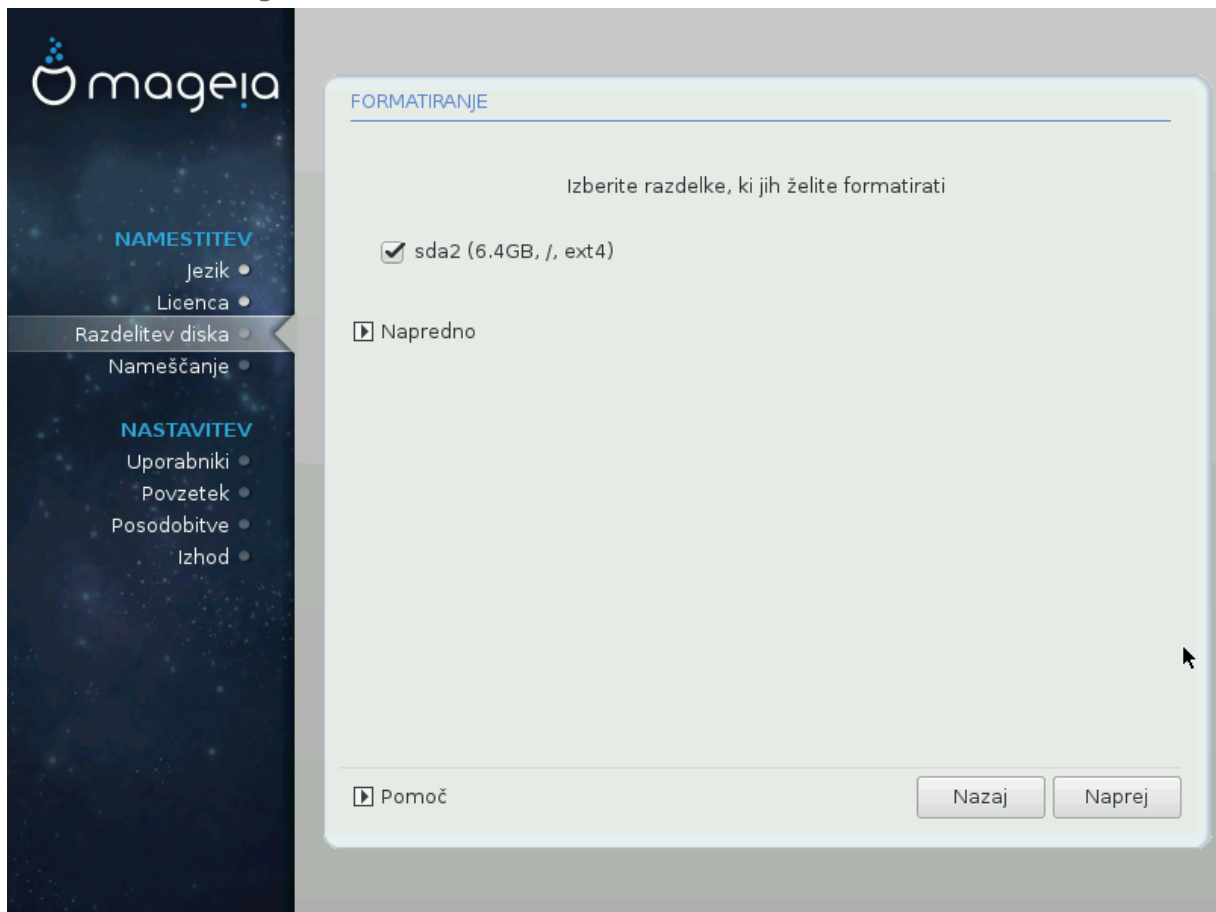 mageia
NAMESTITEV
Jezik
Licenca
Razdelitev diska
Nameščanje
NASTAVITEV
Uporabniki
Povzetek
Posodobitve
Izhod
FORMATIRANJE
Izberite razdelke, ki jih želite formatirati
sda2 (6.4GB, /, ext4)
Napredno
Pomoč
Nazaj
Naprej